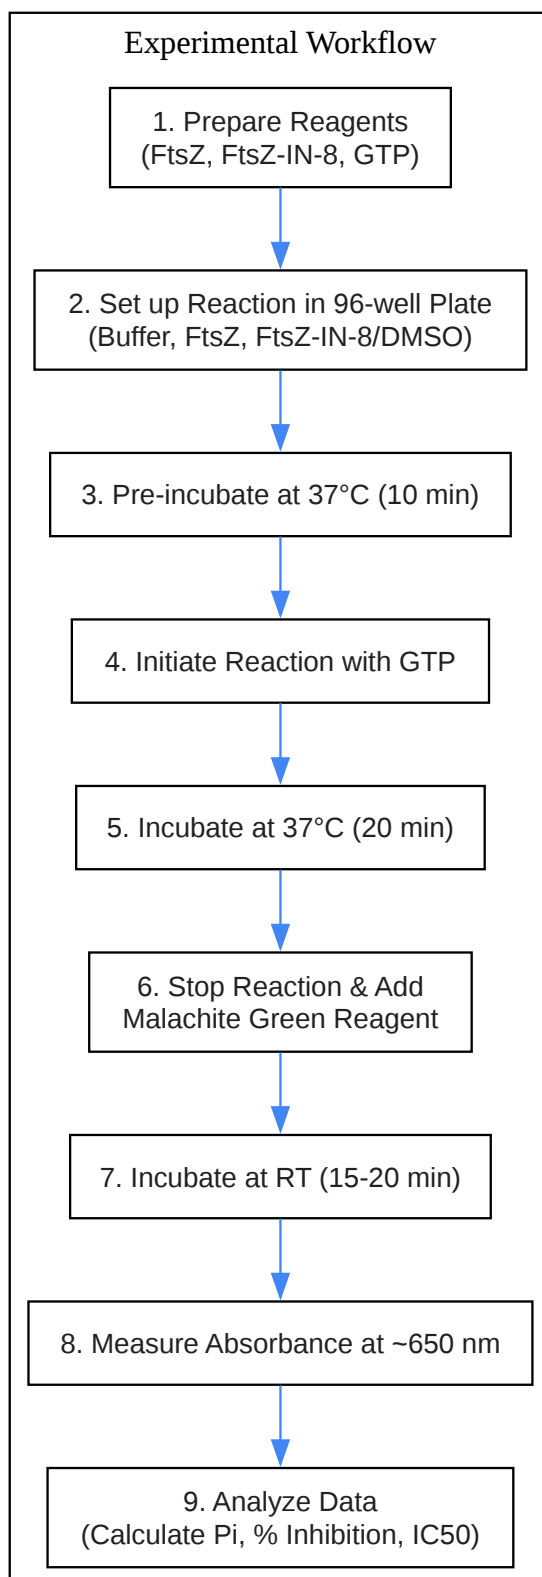 Experimental Workflow
1. Prepare Reagents
(FtsZ, FtsZ-IN-8, GTP)
2. Set up Reaction in 96-well Plate
(Buffer, FtsZ, FtsZ-IN-8/DMSO)
3. Pre-incubate at 37°C (10 min)
4. Initiate Reaction with GTP
5. Incubate at 37°C (20 min)
6. Stop Reaction & Add
Malachite Green Reagent
7. Incubate at RT (15-20 min)
8. Measure Absorbance at ~650 nm
9. Analyze Data
(Calculate Pi, % Inhibition, IC50)